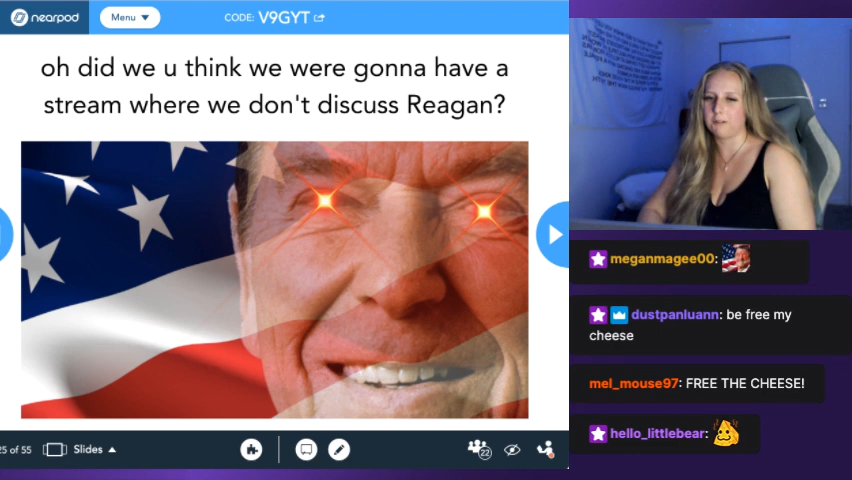 nearpod
Menu
CODE: V9GYT
oh did we u think we were gonna have a
stream where we don't discuss Reagan?
25 of 55
Slides
22
meganmagee00:
dustpanluann: be free my
cheese
mel_mouse97: FREE THE CHEESE!
hello_littlebear: